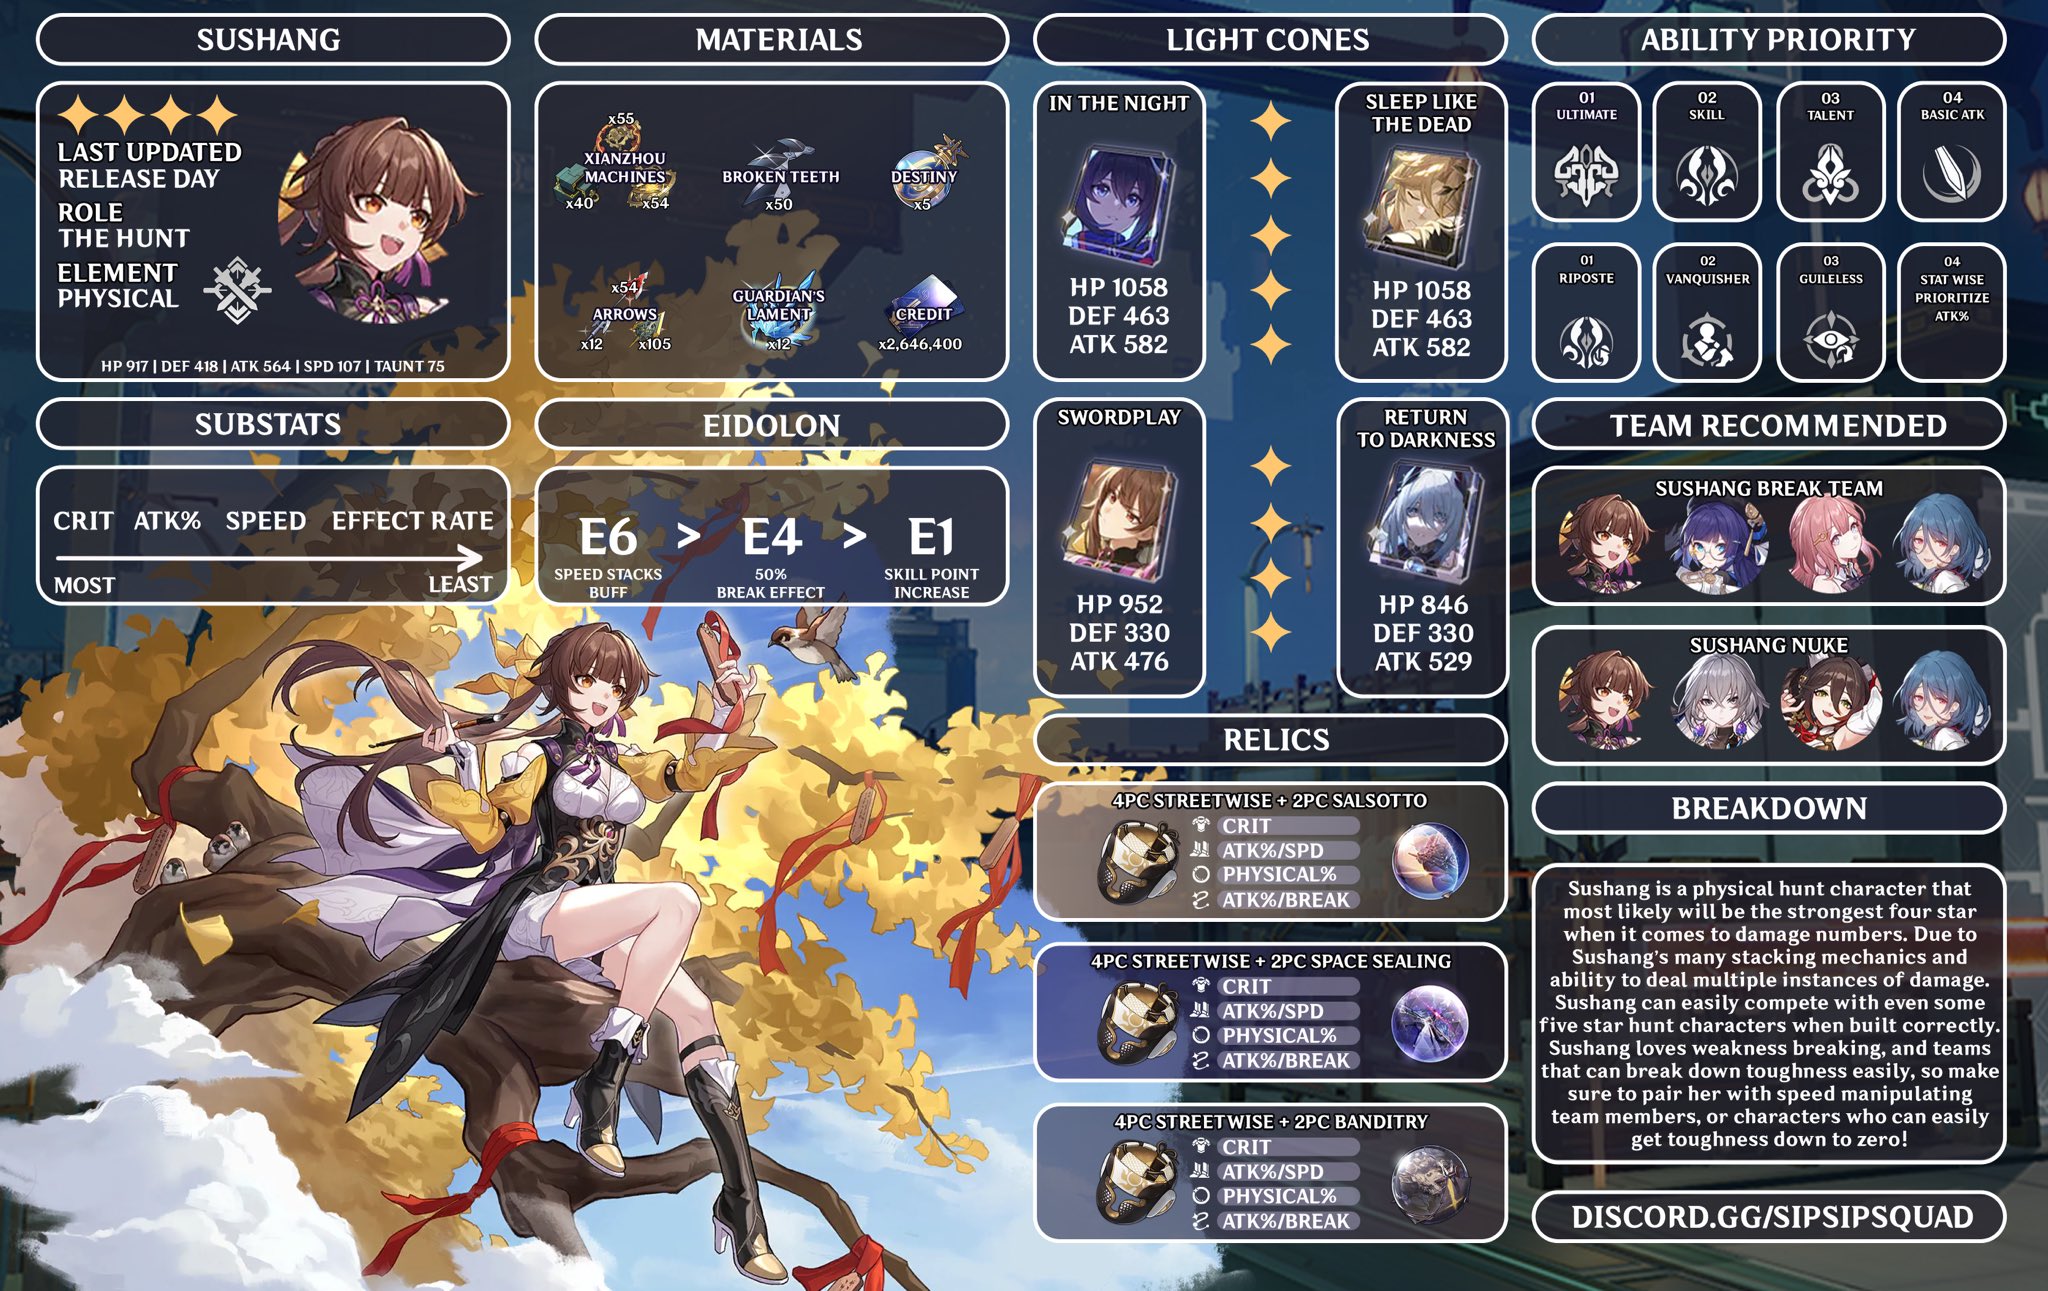 SUSHANG
LAST UPDATED
RELEASE DAY
ROLE
THE HUNT
ELEMENT
PHYSICAL
HP 917 | DEF 418 | ATK 564 | SPD 107 | TAUNT 75
SUBSTATS
CRIT ATK% SPEED EFFECT RATE
MOST LEAST
MATERIALS
x55
XIANZHOU
MACHINES
x40 x54
BROKEN TEETH
x50
DESTINY
x5
x54
ARROWS
x12 x105
GUARDIAN'S
LAMENT
x12
CREDIT
x2,646,400
EIDOLON
E6 > E4 > E1
SPEED STACKS
BUFF
50%
BREAK EFFECT
SKILL POINT
INCREASE
LIGHT CONES
IN THE NIGHT
HP 1058
DEF 463
ATK 582
SLEEP LIKE
THE DEAD
HP 1058
DEF 463
ATK 582
SWORDPLAY
HP 952
DEF 330
ATK 476
RETURN
TO DARKNESS
HP 846
DEF 330
ATK 529
RELICS
4PC STREETWISE + 2PC SALSOTTO
CRIT
ATK%/SPD
PHYSICAL%
ATK%/BREAK
4PC STREETWISE + 2PC SPACE SEALING
CRIT
ATK%/SPD
PHYSICAL%
ATK%/BREAK
4PC STREETWISE + 2PC BANDITRY
CRIT
ATK%/SPD
PHYSICAL%
ATK%/BREAK
ABILITY PRIORITY
01
ULTIMATE
02
SKILL
03
TALENT
04
BASIC ATK
01
RIPOSTE
02
VANQUISHER
03
GUILELESS
04
STAT WISE
PRIORITIZE
ATK%
TEAM RECOMMENDED
SUSHANG BREAK TEAM
SUSHANG NUKE
BREAKDOWN
Sushang is a physical hunt character that
most likely will be the strongest four star
when it comes to damage numbers. Due to
Sushang's many stacking mechanics and
ability to deal multiple instances of damage.
Sushang can easily compete with even some
five star hunt characters when built correctly.
Sushang loves weakness breaking, and teams
that can break down toughness easily, so make
sure to pair her with speed manipulating
team members, or characters who can easily
get toughness down to zero!
DISCORD.GG/SIPSIPSQUAD